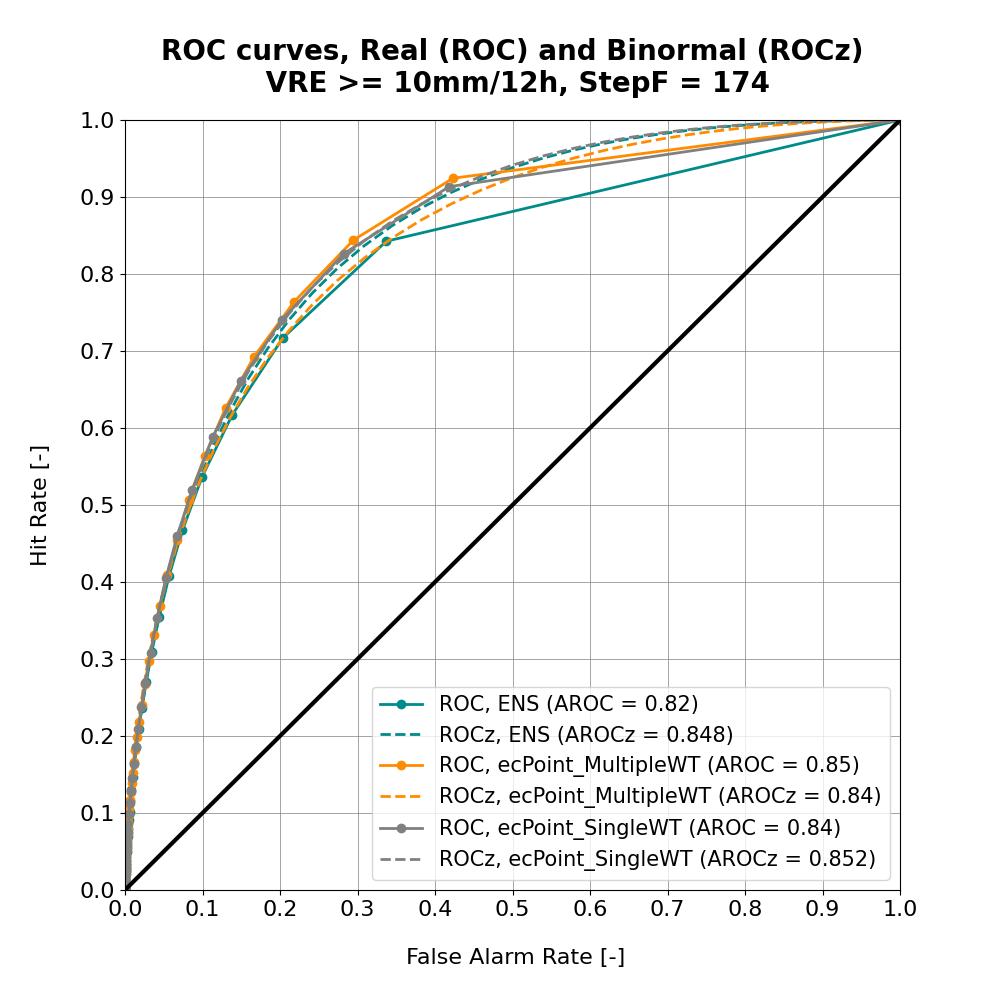 ROC curves, Real (ROC) and Binormal (ROCz)
VRE >= 10mm/12h, StepF = 174
1.0
0.9
0.8
0.7
0.6
0.5
0.4
0.3
0.2
0.1
0.0
Hit Rate [-]
ROC, ENS (AROC = 0.82)
ROCz, ENS (AROCz = 0.848)
ROC, ecPoint_MultipleWT (AROC = 0.85)
ROCz, ecPoint_MultipleWT (AROCz = 0.84)
ROC, ecPoint_SingleWT (AROC = 0.84)
ROCz, ecPoint_SingleWT (AROCz = 0.852)
0.0 0.1 0.2 0.3 0.4 0.5 0.6 0.7 0.8 0.9 1.0
False Alarm Rate [-]